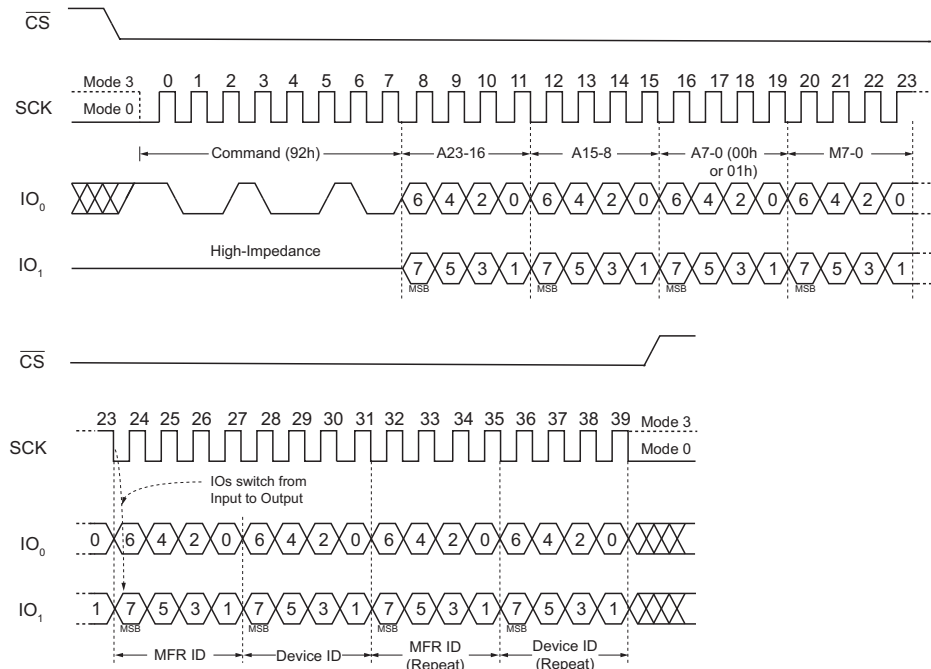 CS
Mode 3 0 1 2 3 4 5 6 7 8 9 10 11 12 13 14 15 16 17 18 19 20 21 22 23
SCK
Mode 0
Command (92h) A23-16 A15-8 A7-0 (00h or 01h) M7-0
IO0 6 4 2 0 6 4 2 0 6 4 2 0 6 4 2 0
High-Impedance
IO1 7 5 3 1 7 5 3 1 7 5 3 1 7 5 3 1
MSB MSB MSB MSB
CS
23 24 25 26 27 28 29 30 31 32 33 34 35 36 37 38 39 Mode 3
SCK
Mode 0
IOs switch from
Input to Output
IO0 0 6 4 2 0 6 4 2 0 6 4 2 0 6 4 2 0
IO1 1 7 5 3 1 7 5 3 1 7 5 3 1 7 5 3 1
MSB MSB MSB MSB
MFR ID Device ID MFR ID (Repeat) Device ID (Repeat)